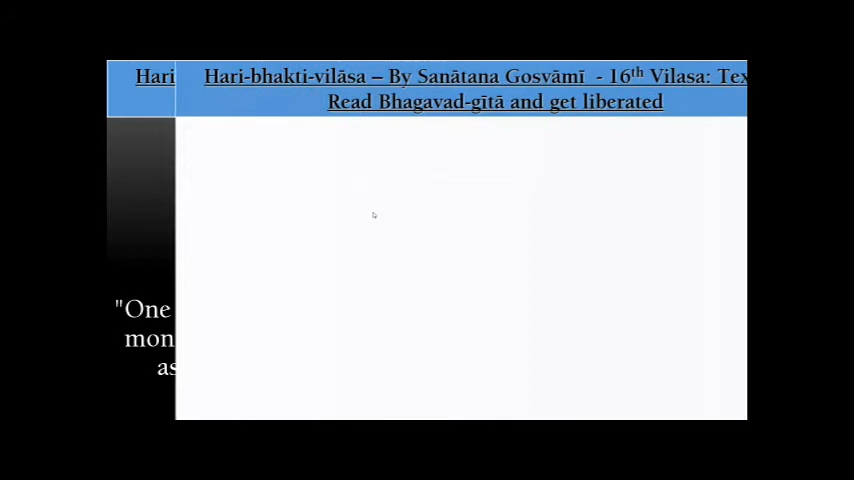 Hari
Hari-bhakti-vilāsa – By Sanātana Gosvāmī - 16th Vilasa: Tex
Read Bhagavad-gītā and get liberated
"One
mon
as